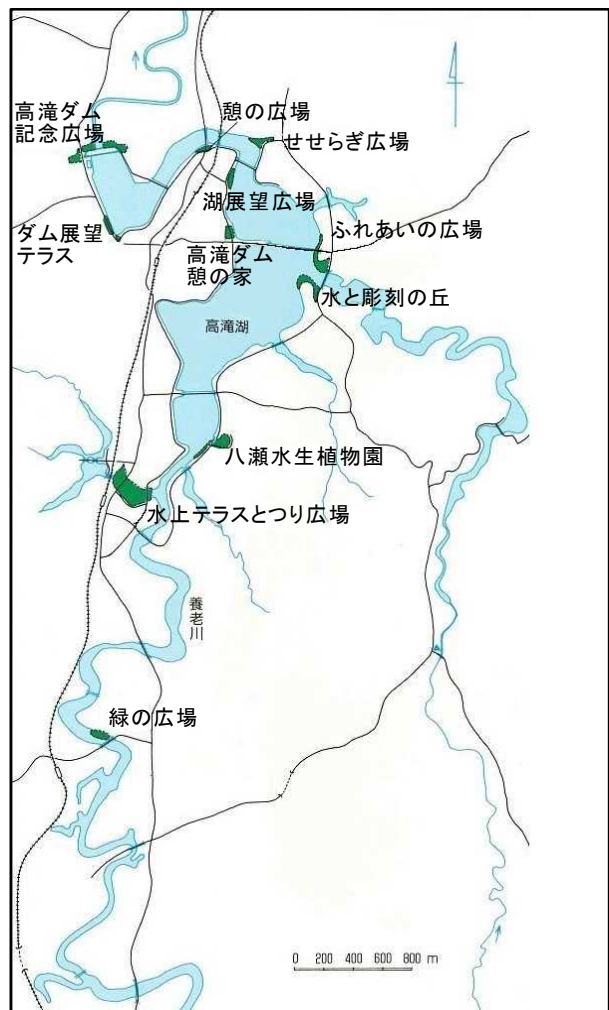 高滝ダム
記念広場
憩の広場
せせらぎ広場
湖展望広場
ダム展望
テラス
高滝ダム
憩の家
ふれあいの広場
水と彫刻の丘
高滝湖
八瀬水生植物園
水上テラスとつり広場
養老川
緑の広場
0 200 400 600 800 m